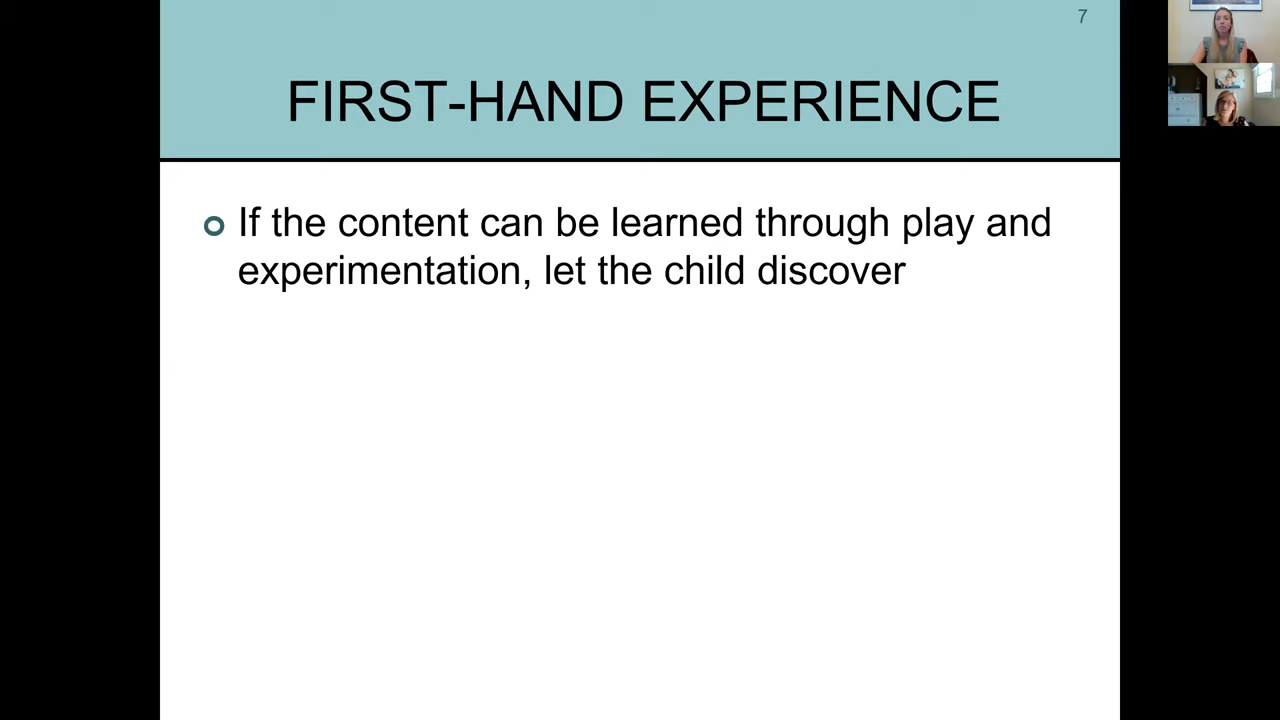 7
FIRST-HAND EXPERIENCE
If the content can be learned through play and
experimentation, let the child discover